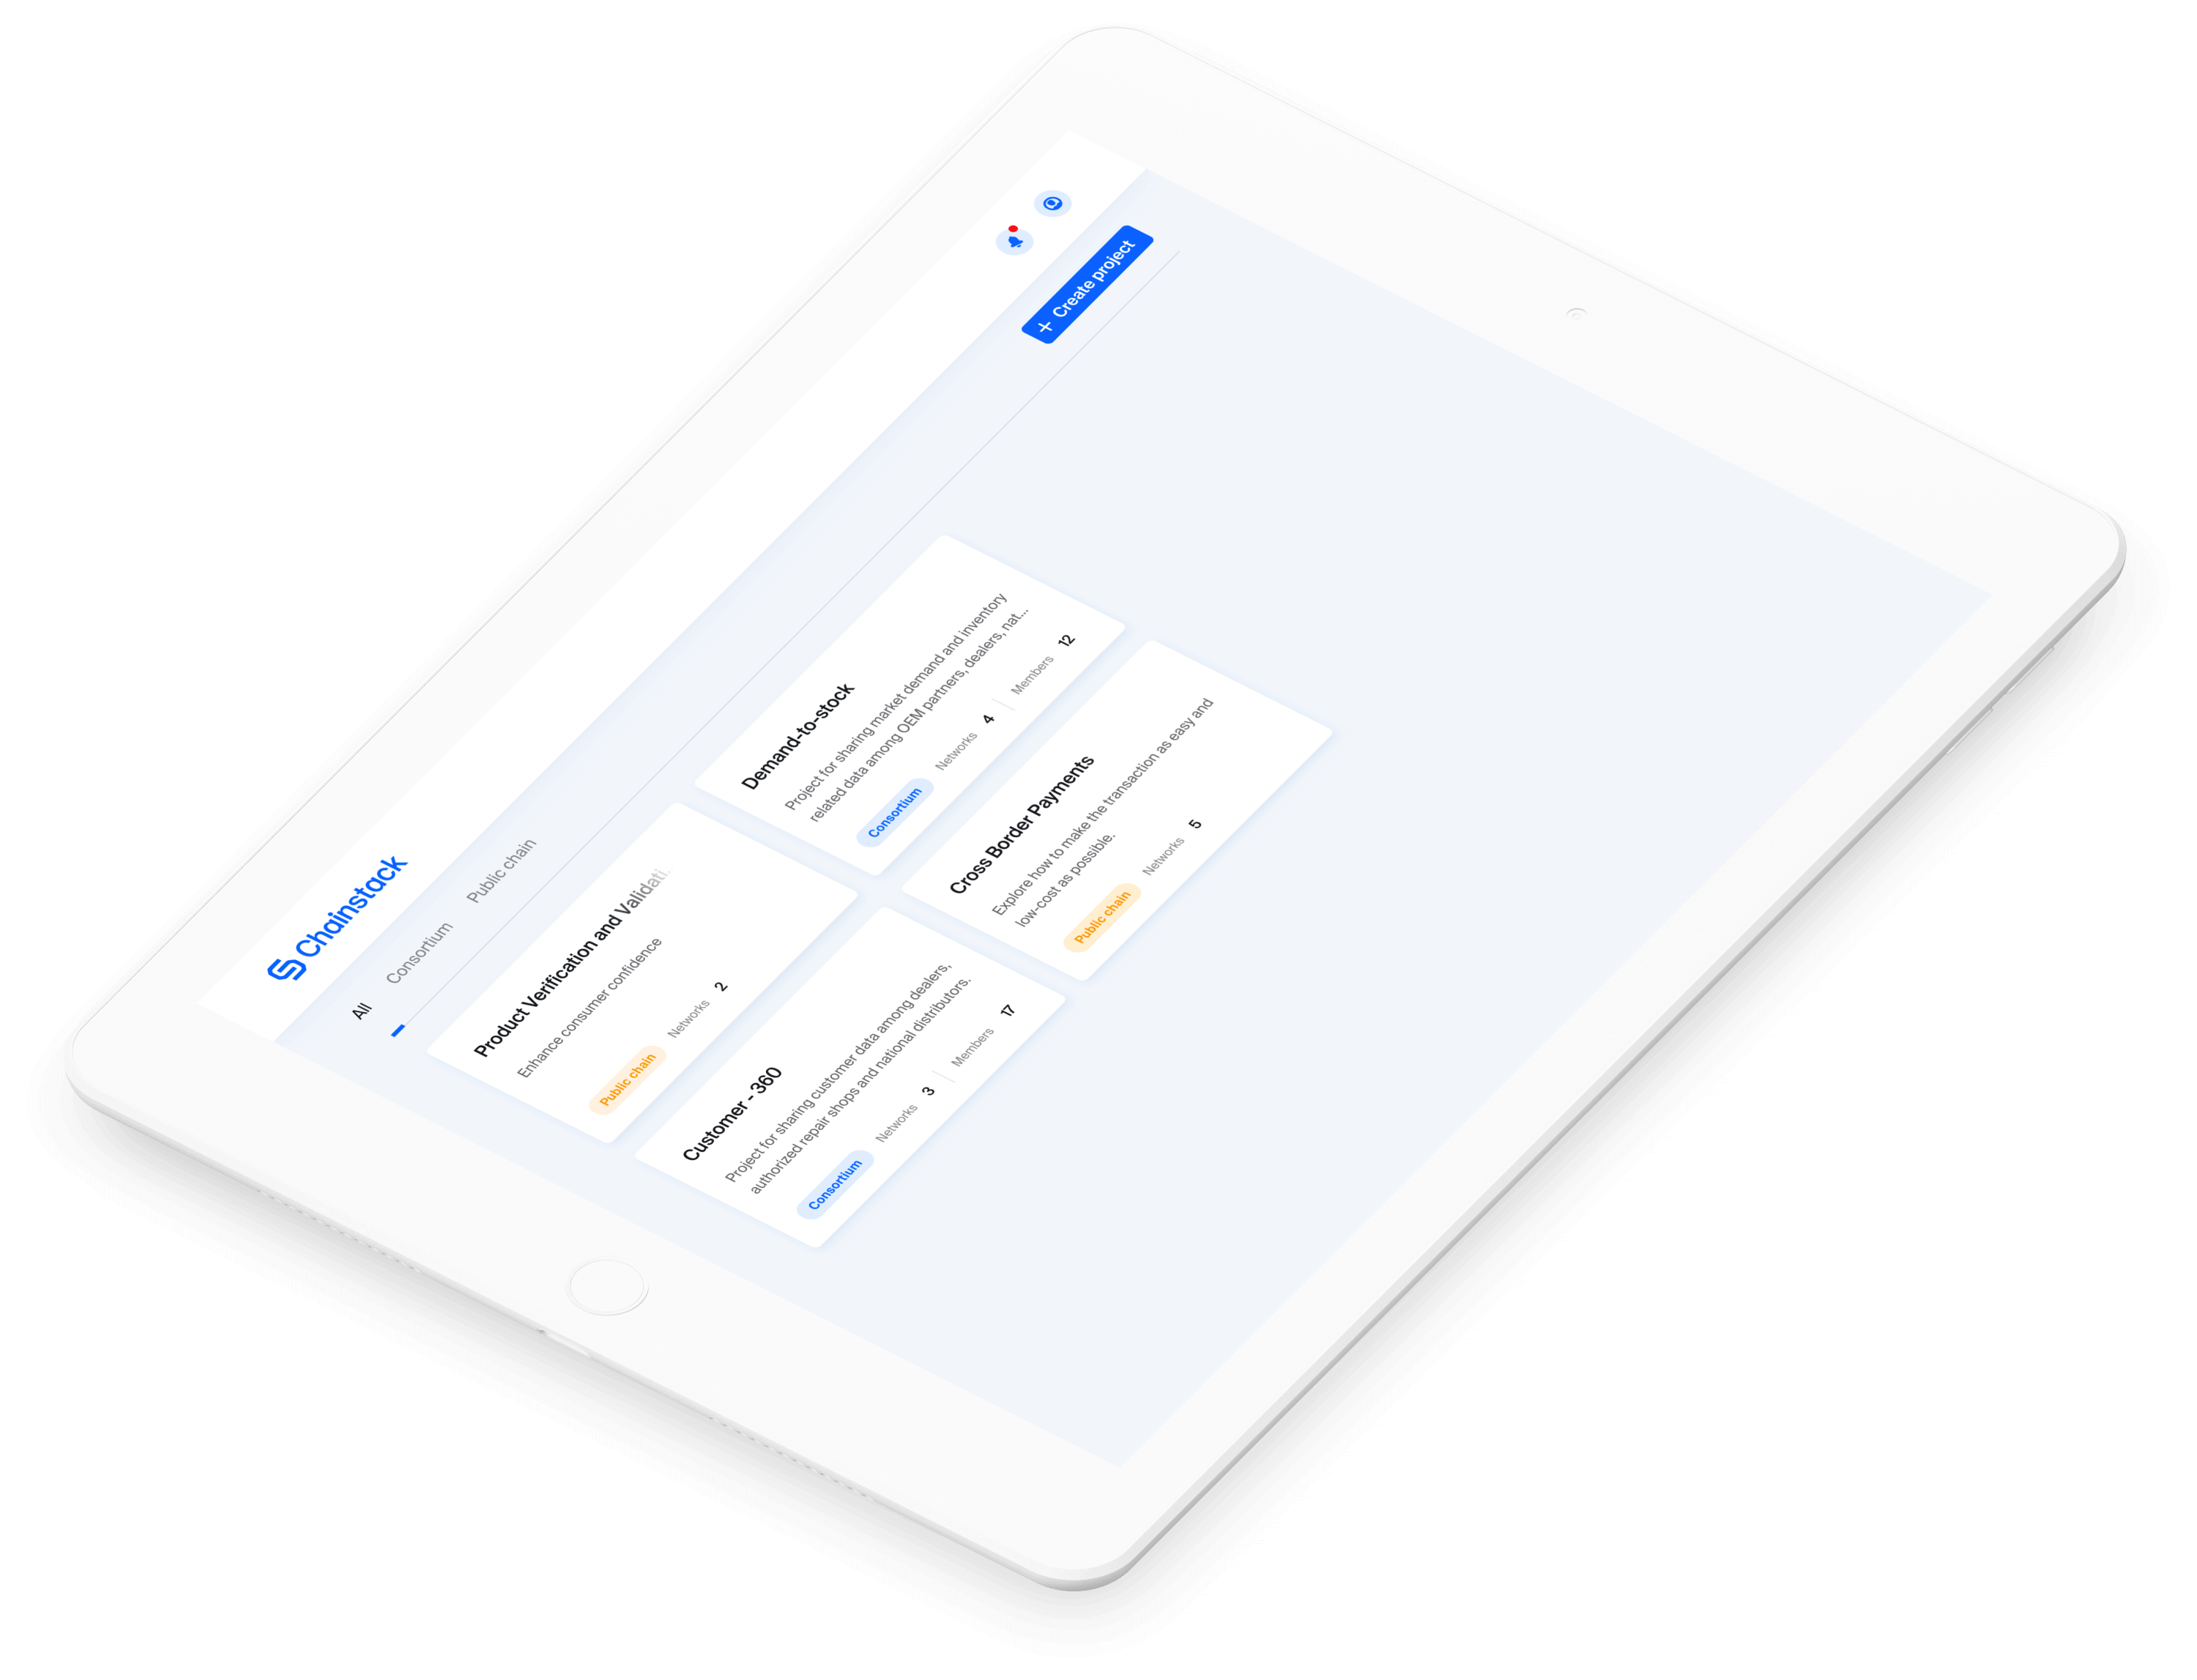 Chainstack
All
Consortium
Public chain
+ Create project
Product Verification and Validati.
Enhance consumer confidence
Public chain
Networks 2
Demand-to-stock
Project for sharing market demand and inventory
related data among OEM partners, dealers, nat...
Consortium
Networks 4
Members 12
Customer - 360
Project for sharing customer data among dealers,
authorized repair shops and national distributors.
Consortium
Networks 3
Members 17
Cross Border Payments
Explore how to make the transaction as easy and
low-cost as possible.
Public chain
Networks 5